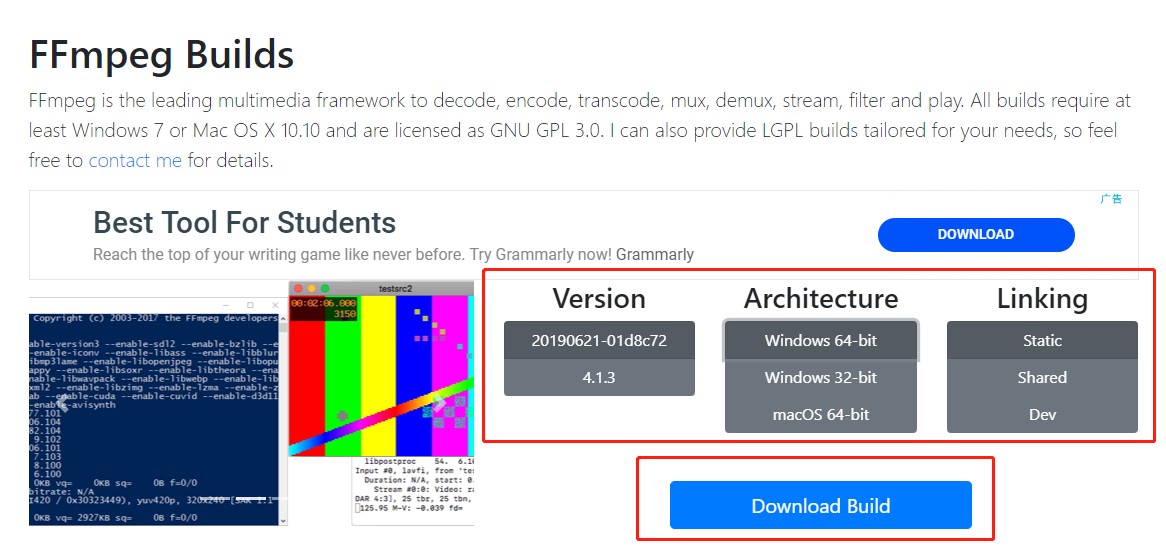 FFmpeg Builds
FFmpeg is the leading multimedia framework to decode, encode, transcode, mux, demux, stream, filter and play. All builds require at
least Windows 7 or Mac OS X 10.10 and are licensed as GNU GPL 3.0. I can also provide LGPL builds tailored for your needs, so feel
free to contact me for details.
广告
Best Tool For Students
Reach the top of your writing game like never before. Try Grammarly now! Grammarly
DOWNLOAD
Copyright (c) 2003-2017 the FFmpeg developers
able-version3 --enable-sdl2 --enable-bzlib --e
-enable-iconv --enable-libass --enable-libblur
ibmp3lame --enable-libopenjpeg --enable-libopu
appy --enable-libsoxr --enable-libtheora --ena
nable-libwavpack --enable-libwebp --enable-lib
xml2 --enable-libzimg --enable-lzma --enable-z
ab --enable-cuda --enable-cuvid --enable-d3d11
-enable-avisynth
77.101
06.104
82.104
9.102
06.101
7.103
8.100
6.100
0KB vq= 0KB sq= 0B f=0/0
bitrate: N/A
I420 / 0x30323449), yuv420p, 320x240 [SAR 1:1
0KB vq= 2927KB sq= 0B f=0/0
testsrc2
00:02:06.000
3150
libpostproc 54. 6.10
Input #0, lavfi, from 'te
Duration: N/A, start: 0.
Stream #0:0: Video: ra
DAR 4:3], 25 tbr, 25 tbn,
125.95 M-V: -0.039 fd=
Version
20190621-01d8c72
4.1.3
Architecture
Windows 64-bit
Windows 32-bit
macOS 64-bit
Linking
Static
Shared
Dev
Download Build